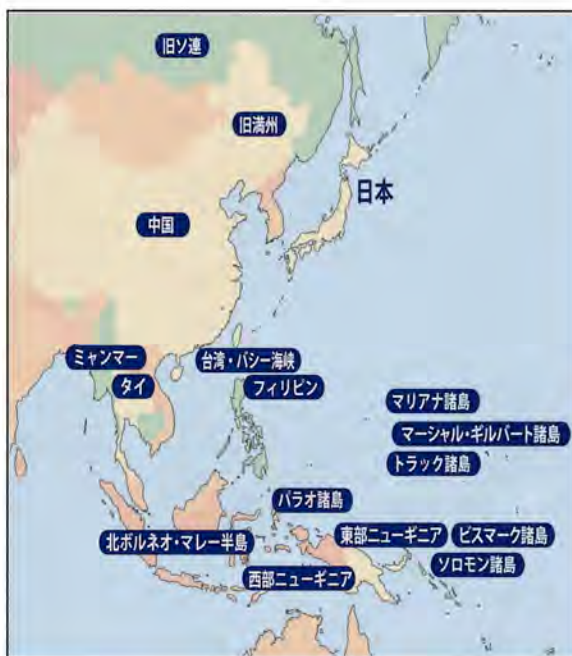 旧ソ連
旧満州
日本
中国
ミャンマー
台湾・バシー海峡
タイ
フィリピン
マリアナ諸島
マーシャル・ギルバート諸島
トラック諸島
パラオ諸島
北ボルネオ・マレー半島
東部ニューギニア
ビスマーク諸島
ソロモン諸島
西部ニューギニア